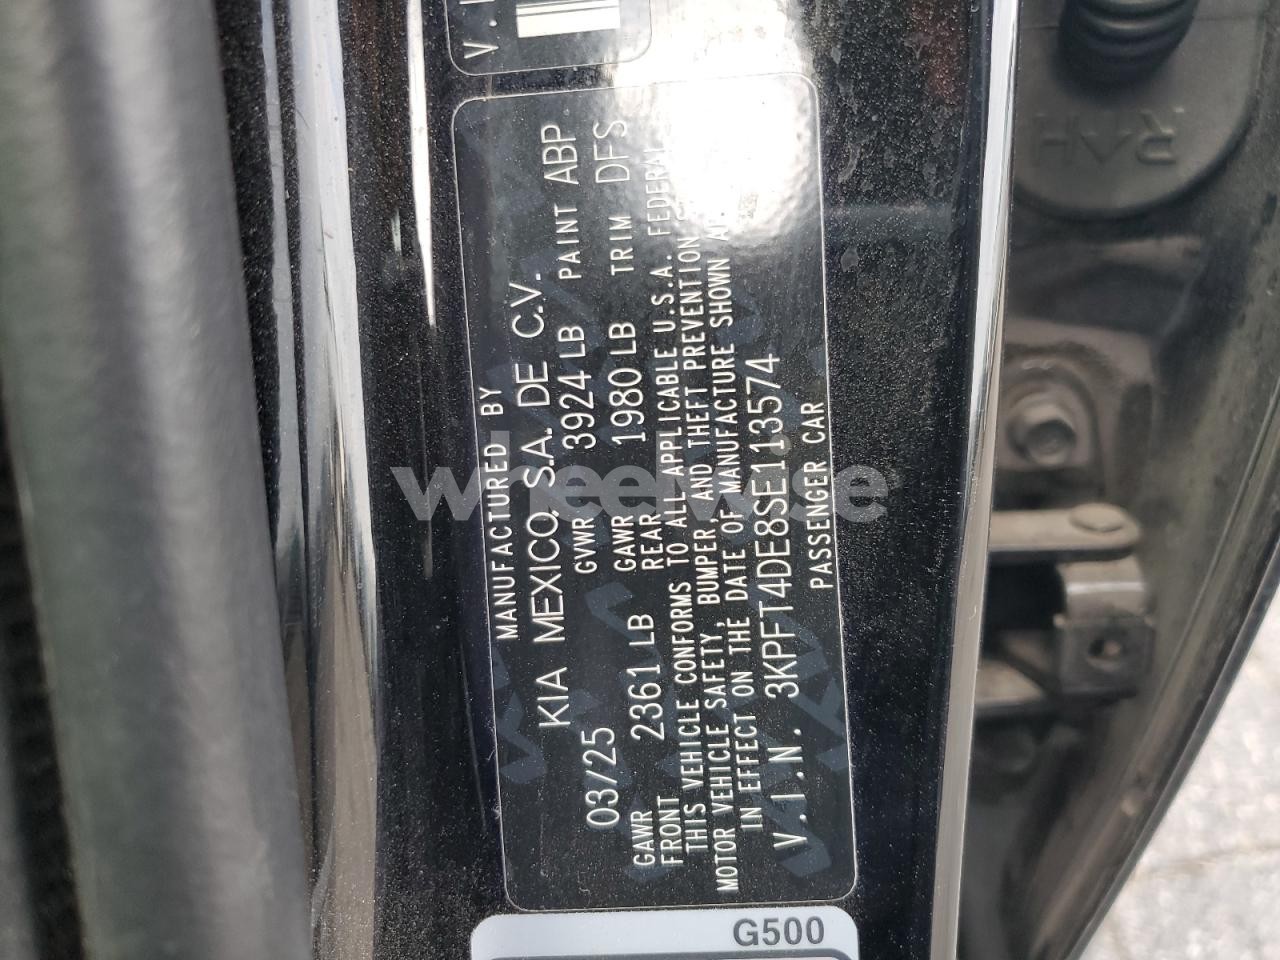 MANUFACTURED BY
KIA MEXICO, S.A. DE C.V.
03/25 GVWR 3924 LB PAINT ABP
GAWR FRONT 2361 LB GAWR REAR 1980 LB TRIM DFS
THIS VEHICLE CONFORMS TO ALL APPLICABLE U.S.A. FEDERAL
MOTOR VEHICLE SAFETY, BUMPER, AND THEFT PREVENTION
IN EFFECT ON THE DATE OF MANUFACTURE SHOWN
V.I.N. 3KPFT4DE8SE113574
PASSENGER CAR
G500
RH
wheelwise